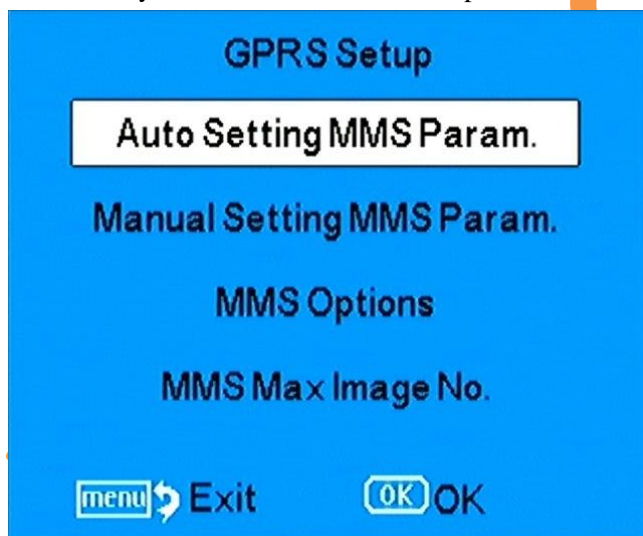 GPRS Setup
Auto Setting MMS Param.
Manual Setting MMS Param.
MMS Options
MMS Max Image No.
menu Exit OK OK